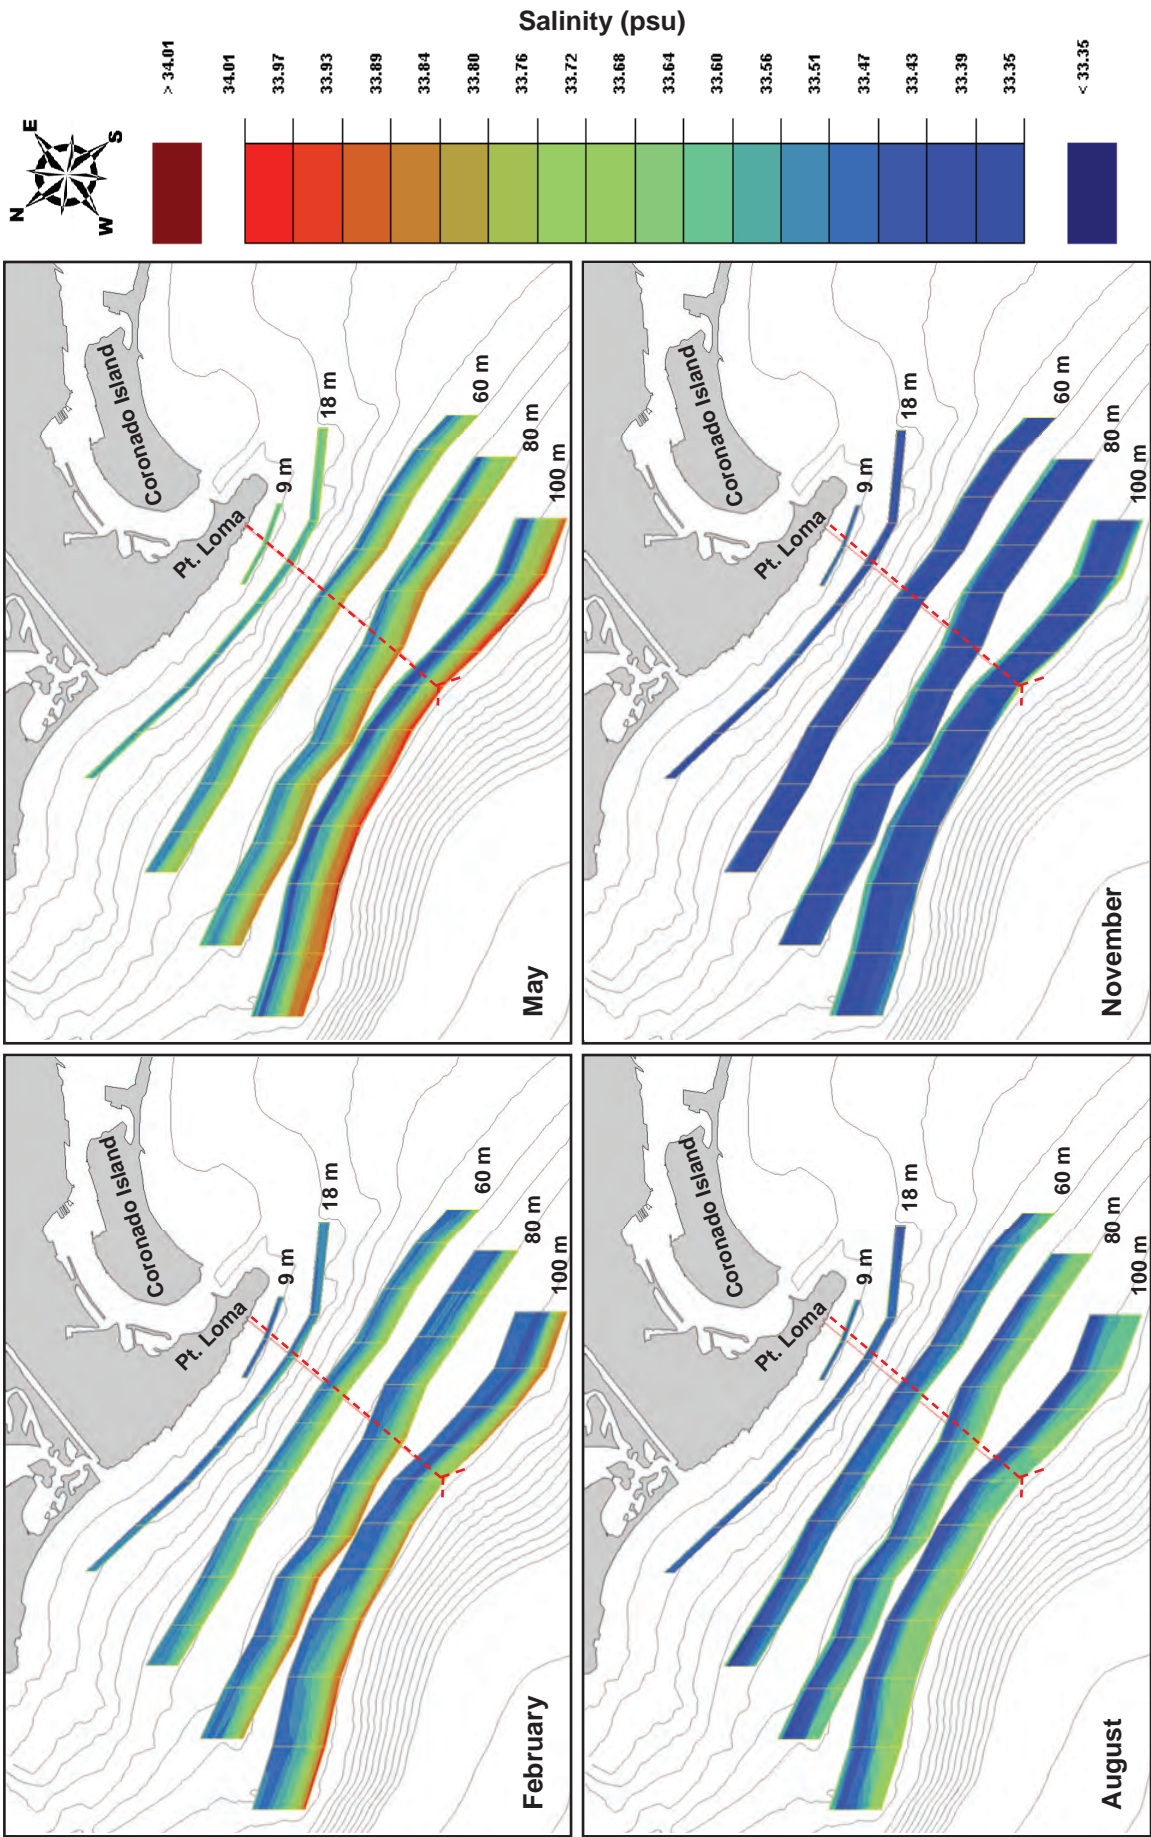 Salinity (psu)
> 34.01
34.01
33.97
33.93
33.89
33.84
33.80
33.76
33.72
33.68
33.64
33.60
33.56
33.51
33.47
33.43
33.39
33.35
< 33.35
N
E
S
W
Coronado Island
Pt. Loma
9 m
18 m
60 m
80 m
100 m
May
Coronado Island
Pt. Loma
9 m
18 m
60 m
80 m
100 m
November
Coronado Island
Pt. Loma
9 m
18 m
60 m
80 m
100 m
February
Coronado Island
Pt. Loma
9 m
18 m
60 m
80 m
100 m
August